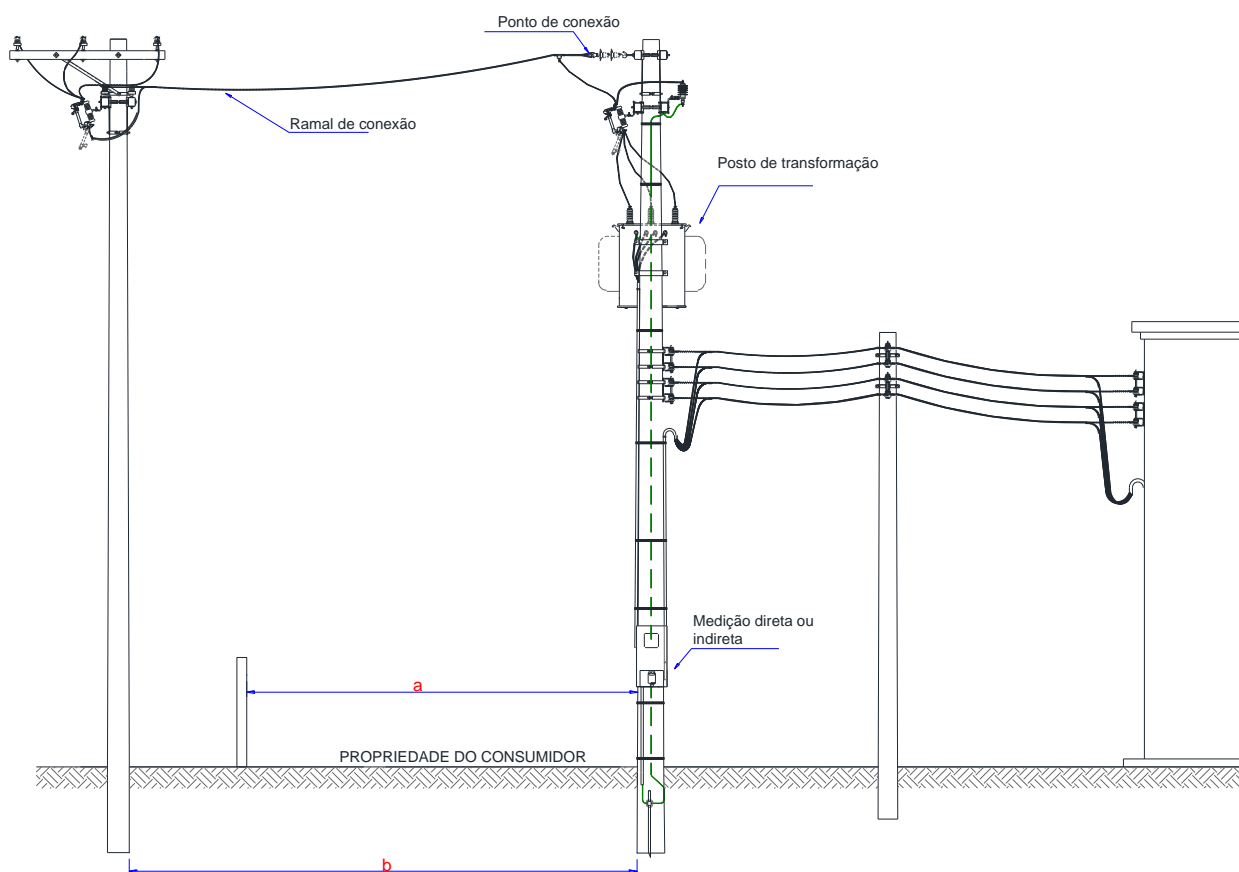 Ponto de conexão
Ramal de conexão
Posto de transformação
Medição direta ou
indireta
a
PROPRIEDADE DO CONSUMIDOR
b